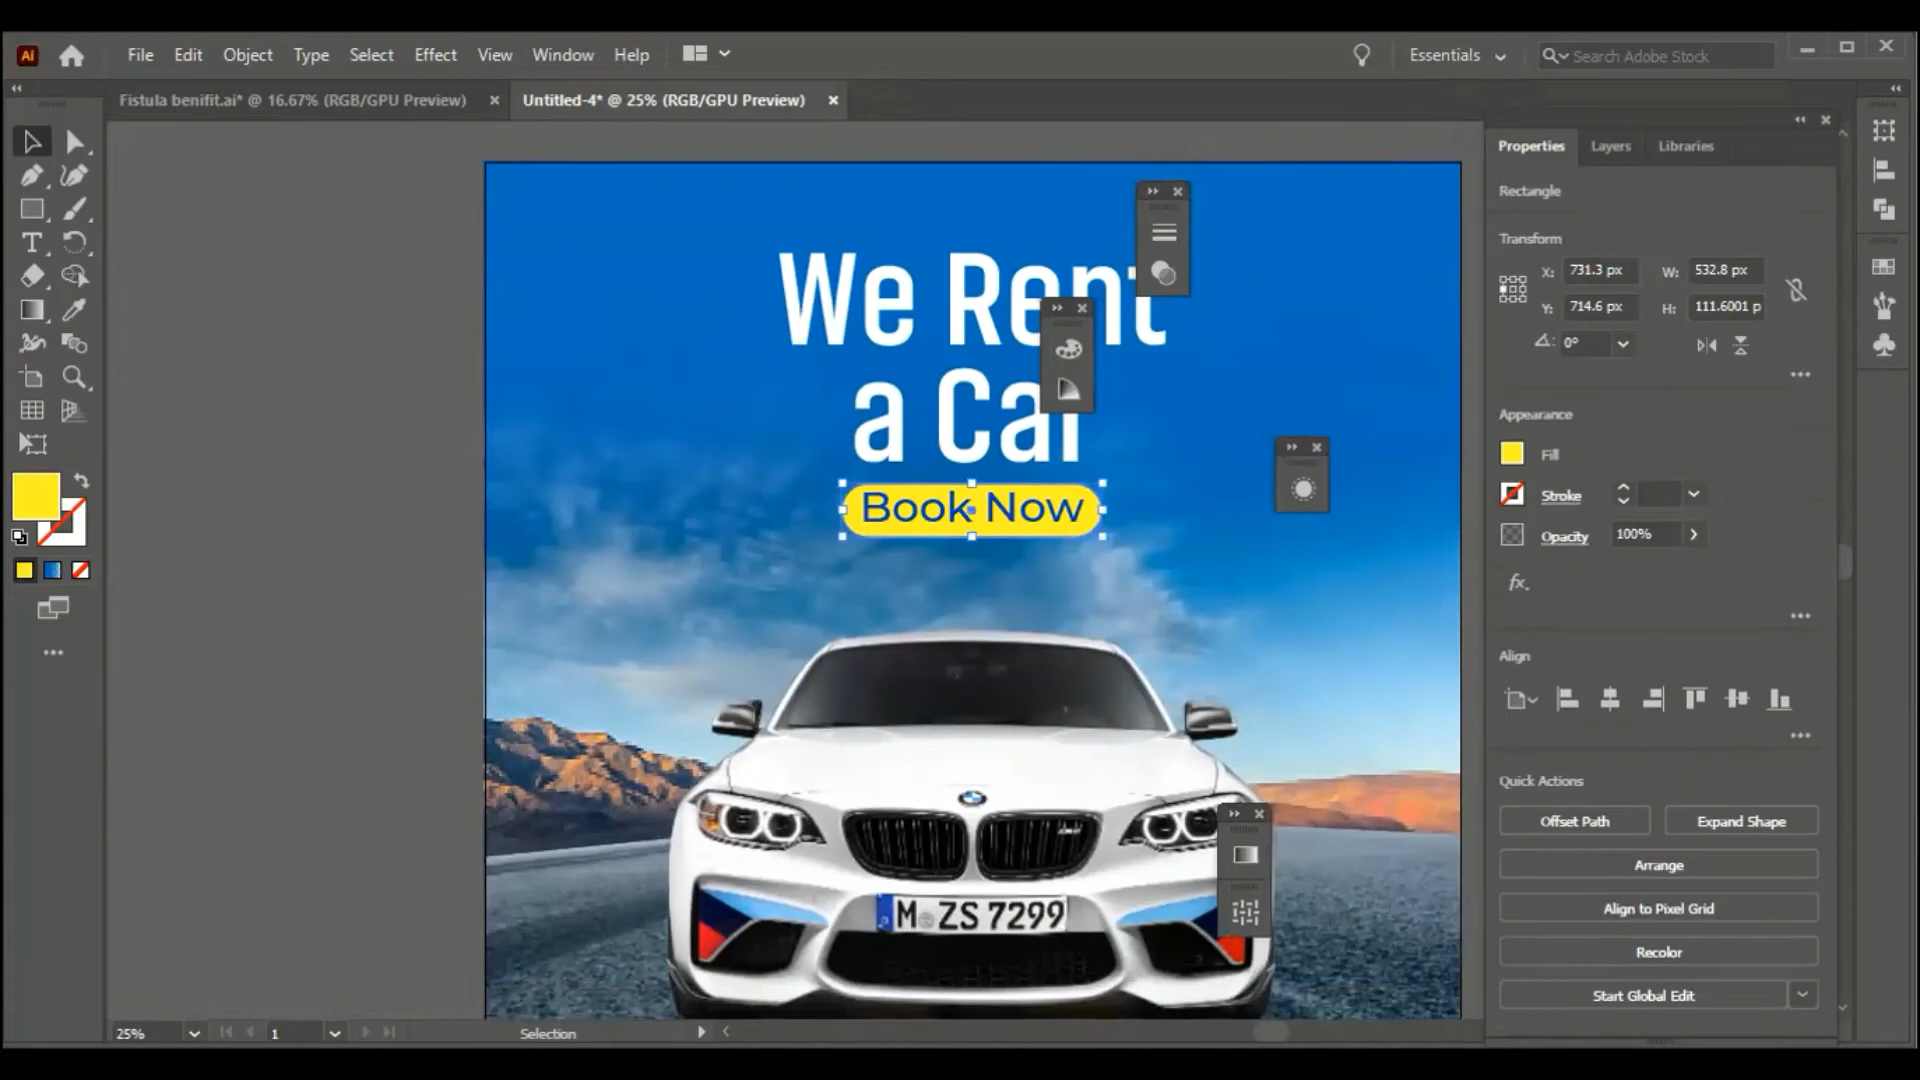 Ai File Edit Object Type Select Effect View Window Help Essentials Search Adobe Stock
Fistula benifit.ai* @ 16.67% (RGB/GPU Preview) Untitled-4* @ 25% (RGB/GPU Preview)
Properties Layers Libraries
Rectangle
Transform
X: 731.3 px W: 532.8 px
Y: 714.6 px H: 111.6001 p
0°
Appearance
Fill
Stroke
Opacity 100%
fx.
Align
Quick Actions
Offset Path Expand Shape
Arrange
Align to Pixel Grid
Recolor
Start Global Edit
We Rent
a Car
Book Now
M ZS 7299
25% 1 Selection